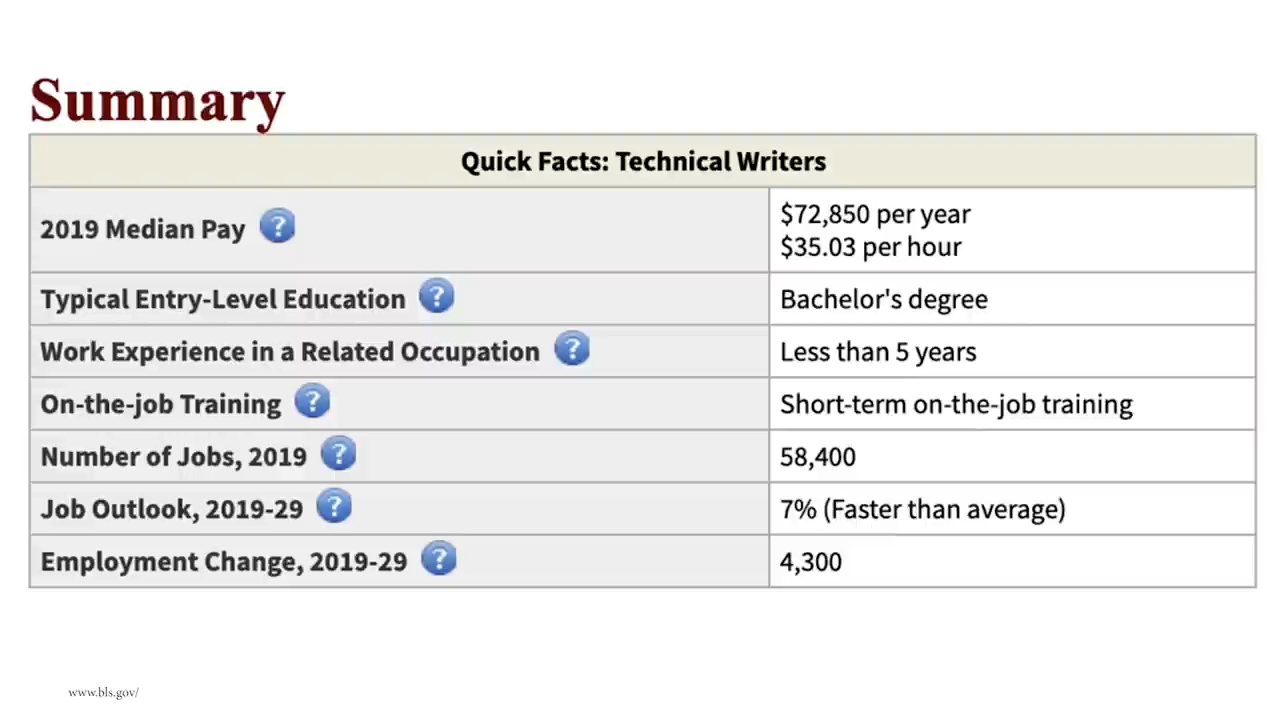 Summary
Quick Facts: Technical Writers
2019 Median Pay ?
$72,850 per year
$35.03 per hour
Typical Entry-Level Education ?
Bachelor's degree
Work Experience in a Related Occupation ?
Less than 5 years
On-the-job Training ?
Short-term on-the-job training
Number of Jobs, 2019 ?
58,400
Job Outlook, 2019-29 ?
7% (Faster than average)
Employment Change, 2019-29 ?
4,300
www.bls.gov/